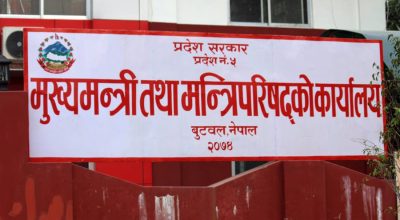 प्रदेश सरकार
प्रदेश नं. ५
मुख्यमन्त्री तथा मन्त्रिपरिषद्को कार्यालय
बुटवल, नेपाल
२०७४